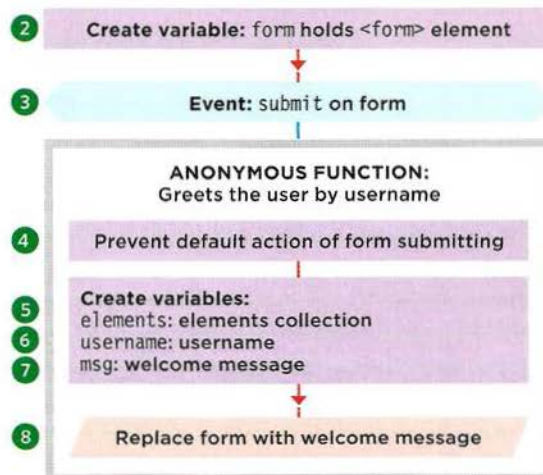 2 Create variable: form holds <form> element
3 Event: submit on form
ANONYMOUS FUNCTION:
Greets the user by username
4 Prevent default action of form submitting
Create variables:
5 elements: elements collection
6 username: username
7 msg: welcome message
8 Replace form with welcome message